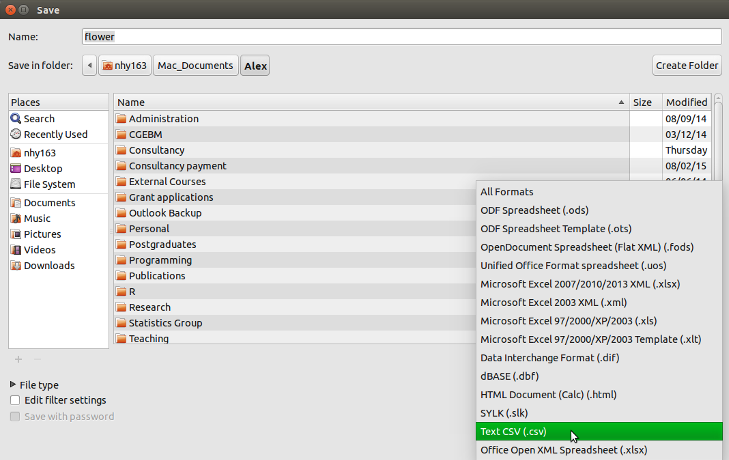 Save
Name: flower
Save in folder: nhy163 Mac_Documents Alex Create Folder
Places Name Size Modified
Search Administration 08/09/14
Recently Used CGEBM 03/12/14
Consultancy Thursday
nhy163 Consultancy payment 08/02/15
Desktop External Courses
File System Grant applications
Documents Outlook Backup
Music Personal
Pictures Postgraduates
Videos Programming
Downloads Publications
R
Research
Statistics Group
Teaching
All Formats
ODF Spreadsheet (.ods)
ODF Spreadsheet Template (.ots)
OpenDocument Spreadsheet (Flat XML) (.fods)
Unified Office Format spreadsheet (.uos)
Microsoft Excel 2007/2010/2013 XML (.xlsx)
Microsoft Excel 2003 XML (.xml)
Microsoft Excel 97/2000/XP/2003 (.xls)
Microsoft Excel 97/2000/XP/2003 Template (.xlt)
Data Interchange Format (.dif)
dBASE (.dbf)
HTML Document (Calc) (.html)
SYLK (.slk)
Text CSV (.csv)
Office Open XML Spreadsheet (.xlsx)
File type
Edit filter settings
Save with password